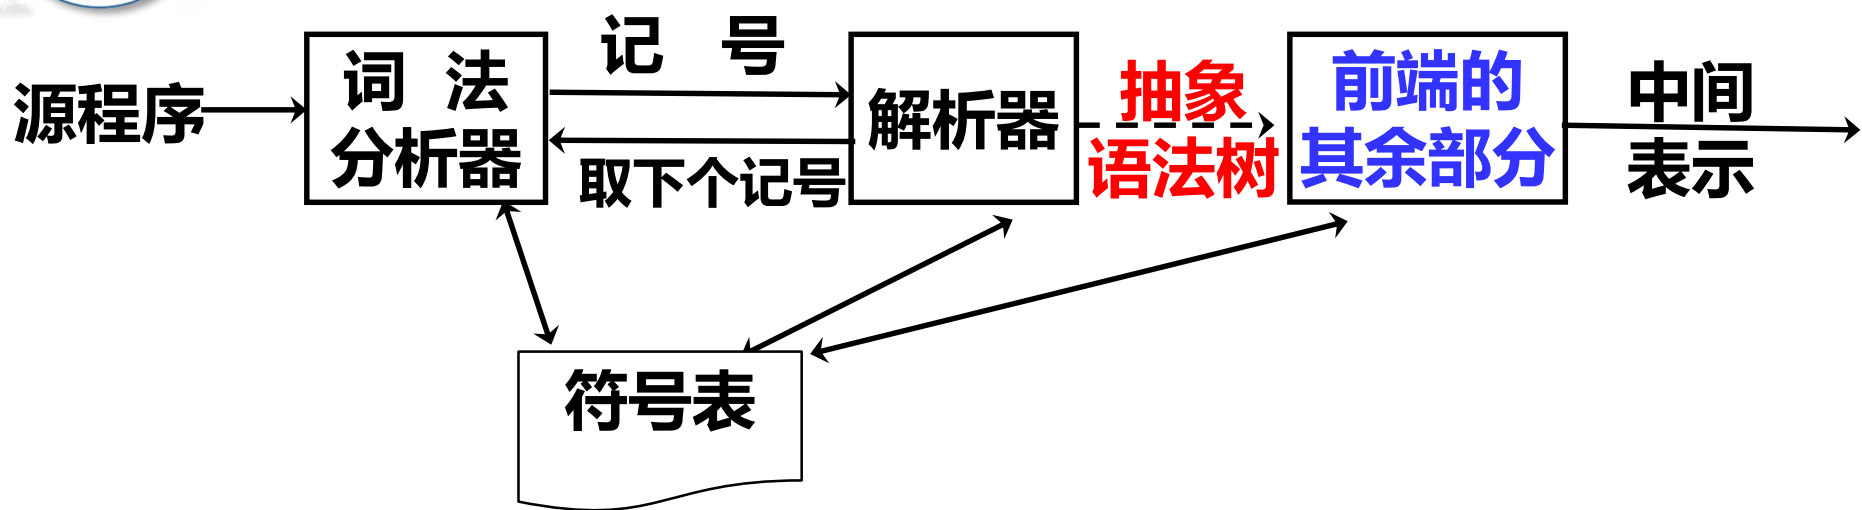 源程序
词 法
分析器
记 号
取下个记号
解析器
抽象
语法树
前端的
其余部分
中间
表示
符号表